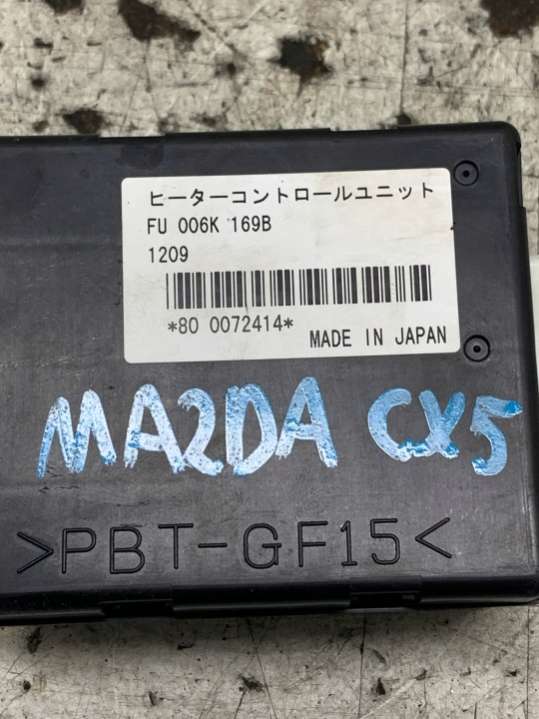 ヒーターコントロールユニット
FU 006K 169B
1209
*80 0072414*
MADE IN JAPAN
MAZDA CX5
>PBT-GF15<